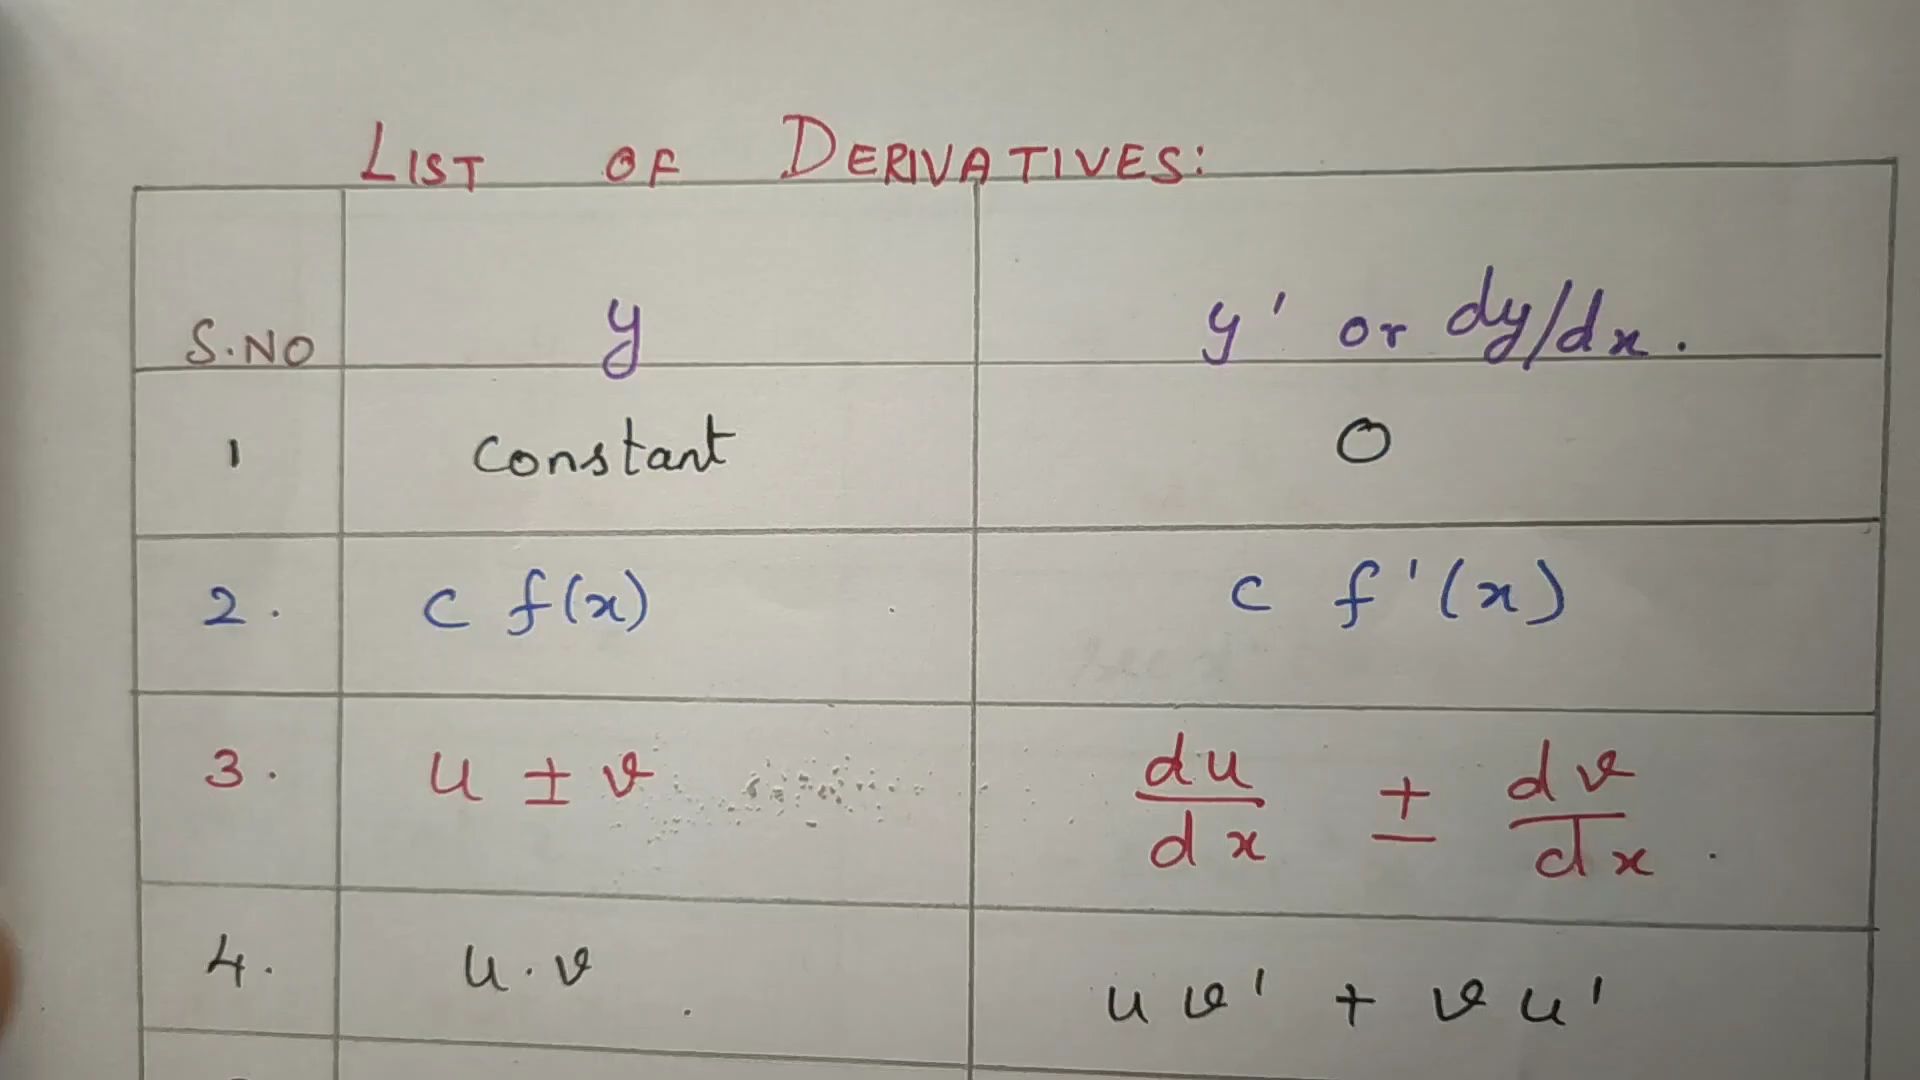 LIST OF DERIVATIVES:
S.NO y y' or dy/dx.
1 constant 0
2. c f(x) c f'(x)
3. u ± v du/dx ± dv/dx .
4. u.v uv' + vu'